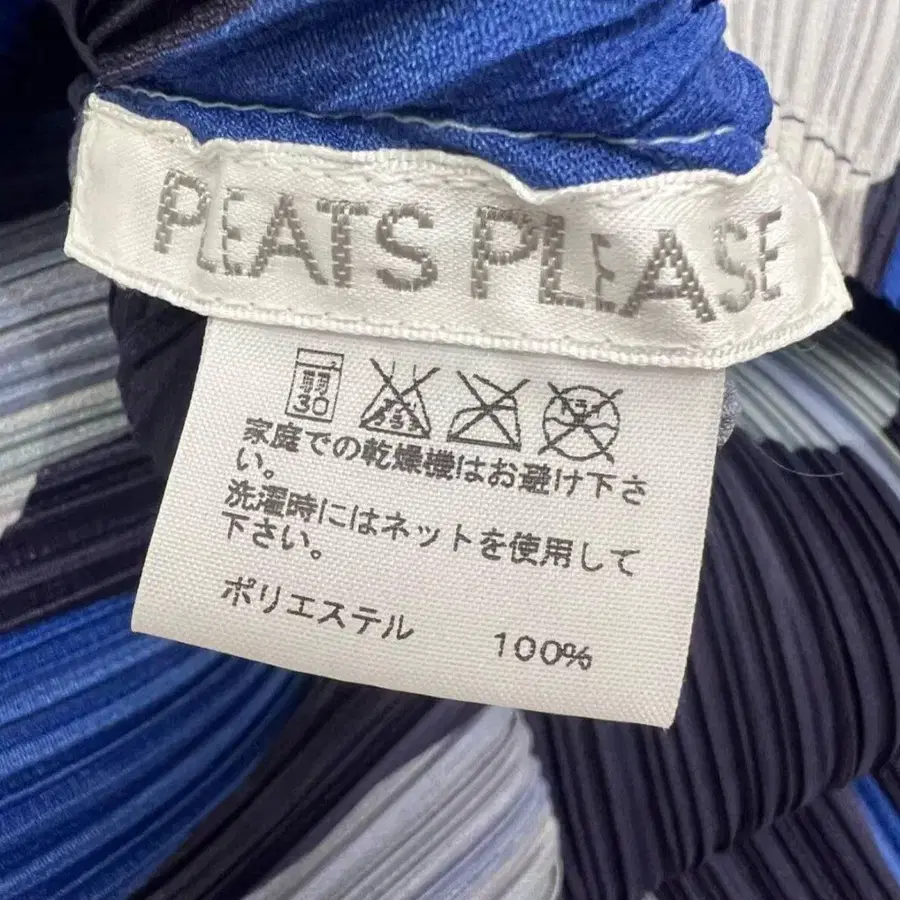 PLEATS PLEASE
弱
30
家庭での乾燥機はお避け下さ
い。
洗濯時にはネットを使用して
下さい。
ポリエステル 100%